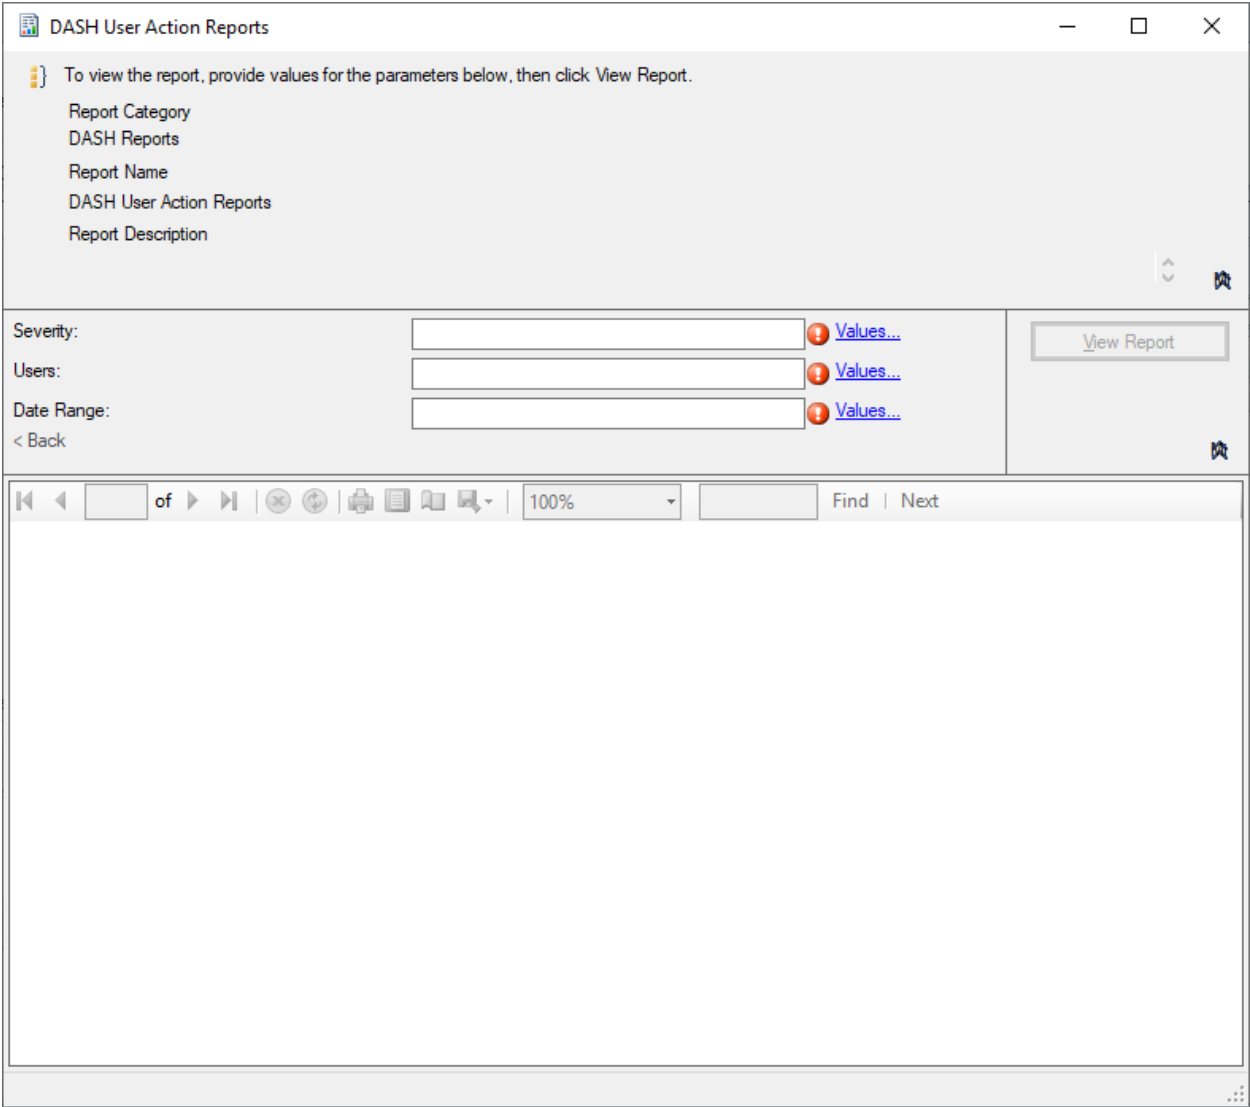 DASH User Action Reports
To view the report, provide values for the parameters below, then click View Report.
Report Category
DASH Reports
Report Name
DASH User Action Reports
Report Description
Severity: Values...
View Report
Users: Values...
Date Range: Values...
< Back
of 100% Find | Next